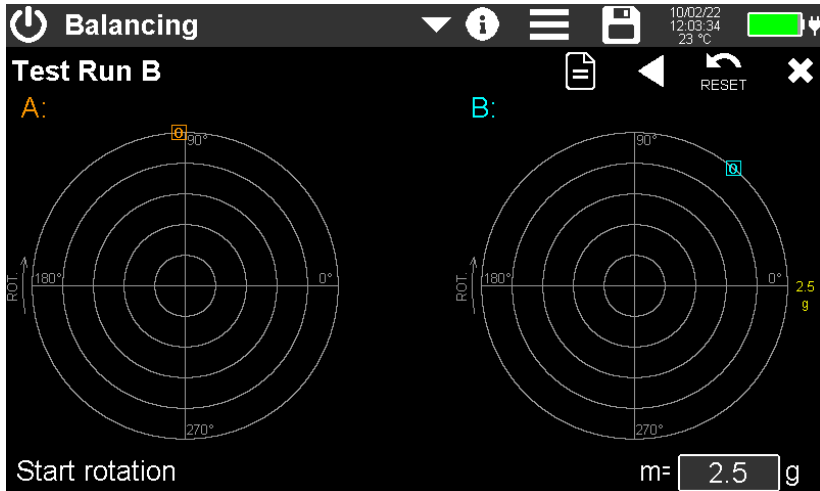 Balancing
i
10/02/22
12:03:34
23 °C
Test Run B
RESET
A:
B:
0
90°
0
90°
ROT.
180°
0°
ROT.
180°
0°
2.5
g
270°
270°
Start rotation
m=
2.5
g